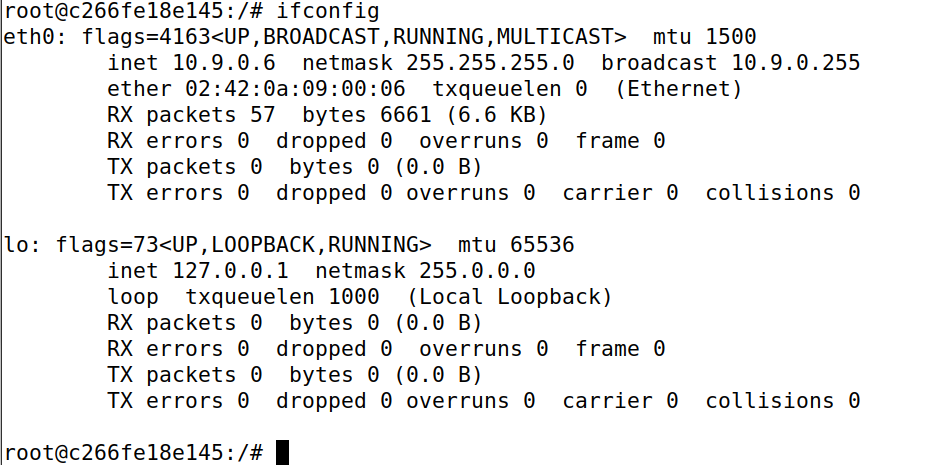 root@c266fe18e145:/# ifconfig
eth0: flags=4163<UP,BROADCAST,RUNNING,MULTICAST>  mtu 1500
        inet 10.9.0.6  netmask 255.255.255.0  broadcast 10.9.0.255
        ether 02:42:0a:09:00:06  txqueuelen 0  (Ethernet)
        RX packets 57  bytes 6661 (6.6 KB)
        RX errors 0  dropped 0  overruns 0  frame 0
        TX packets 0  bytes 0 (0.0 B)
        TX errors 0  dropped 0 overruns 0  carrier 0  collisions 0

lo: flags=73<UP,LOOPBACK,RUNNING>  mtu 65536
        inet 127.0.0.1  netmask 255.0.0.0
        loop  txqueuelen 1000  (Local Loopback)
        RX packets 0  bytes 0 (0.0 B)
        RX errors 0  dropped 0  overruns 0  frame 0
        TX packets 0  bytes 0 (0.0 B)
        TX errors 0  dropped 0 overruns 0  carrier 0  collisions 0

root@c266fe18e145:/#